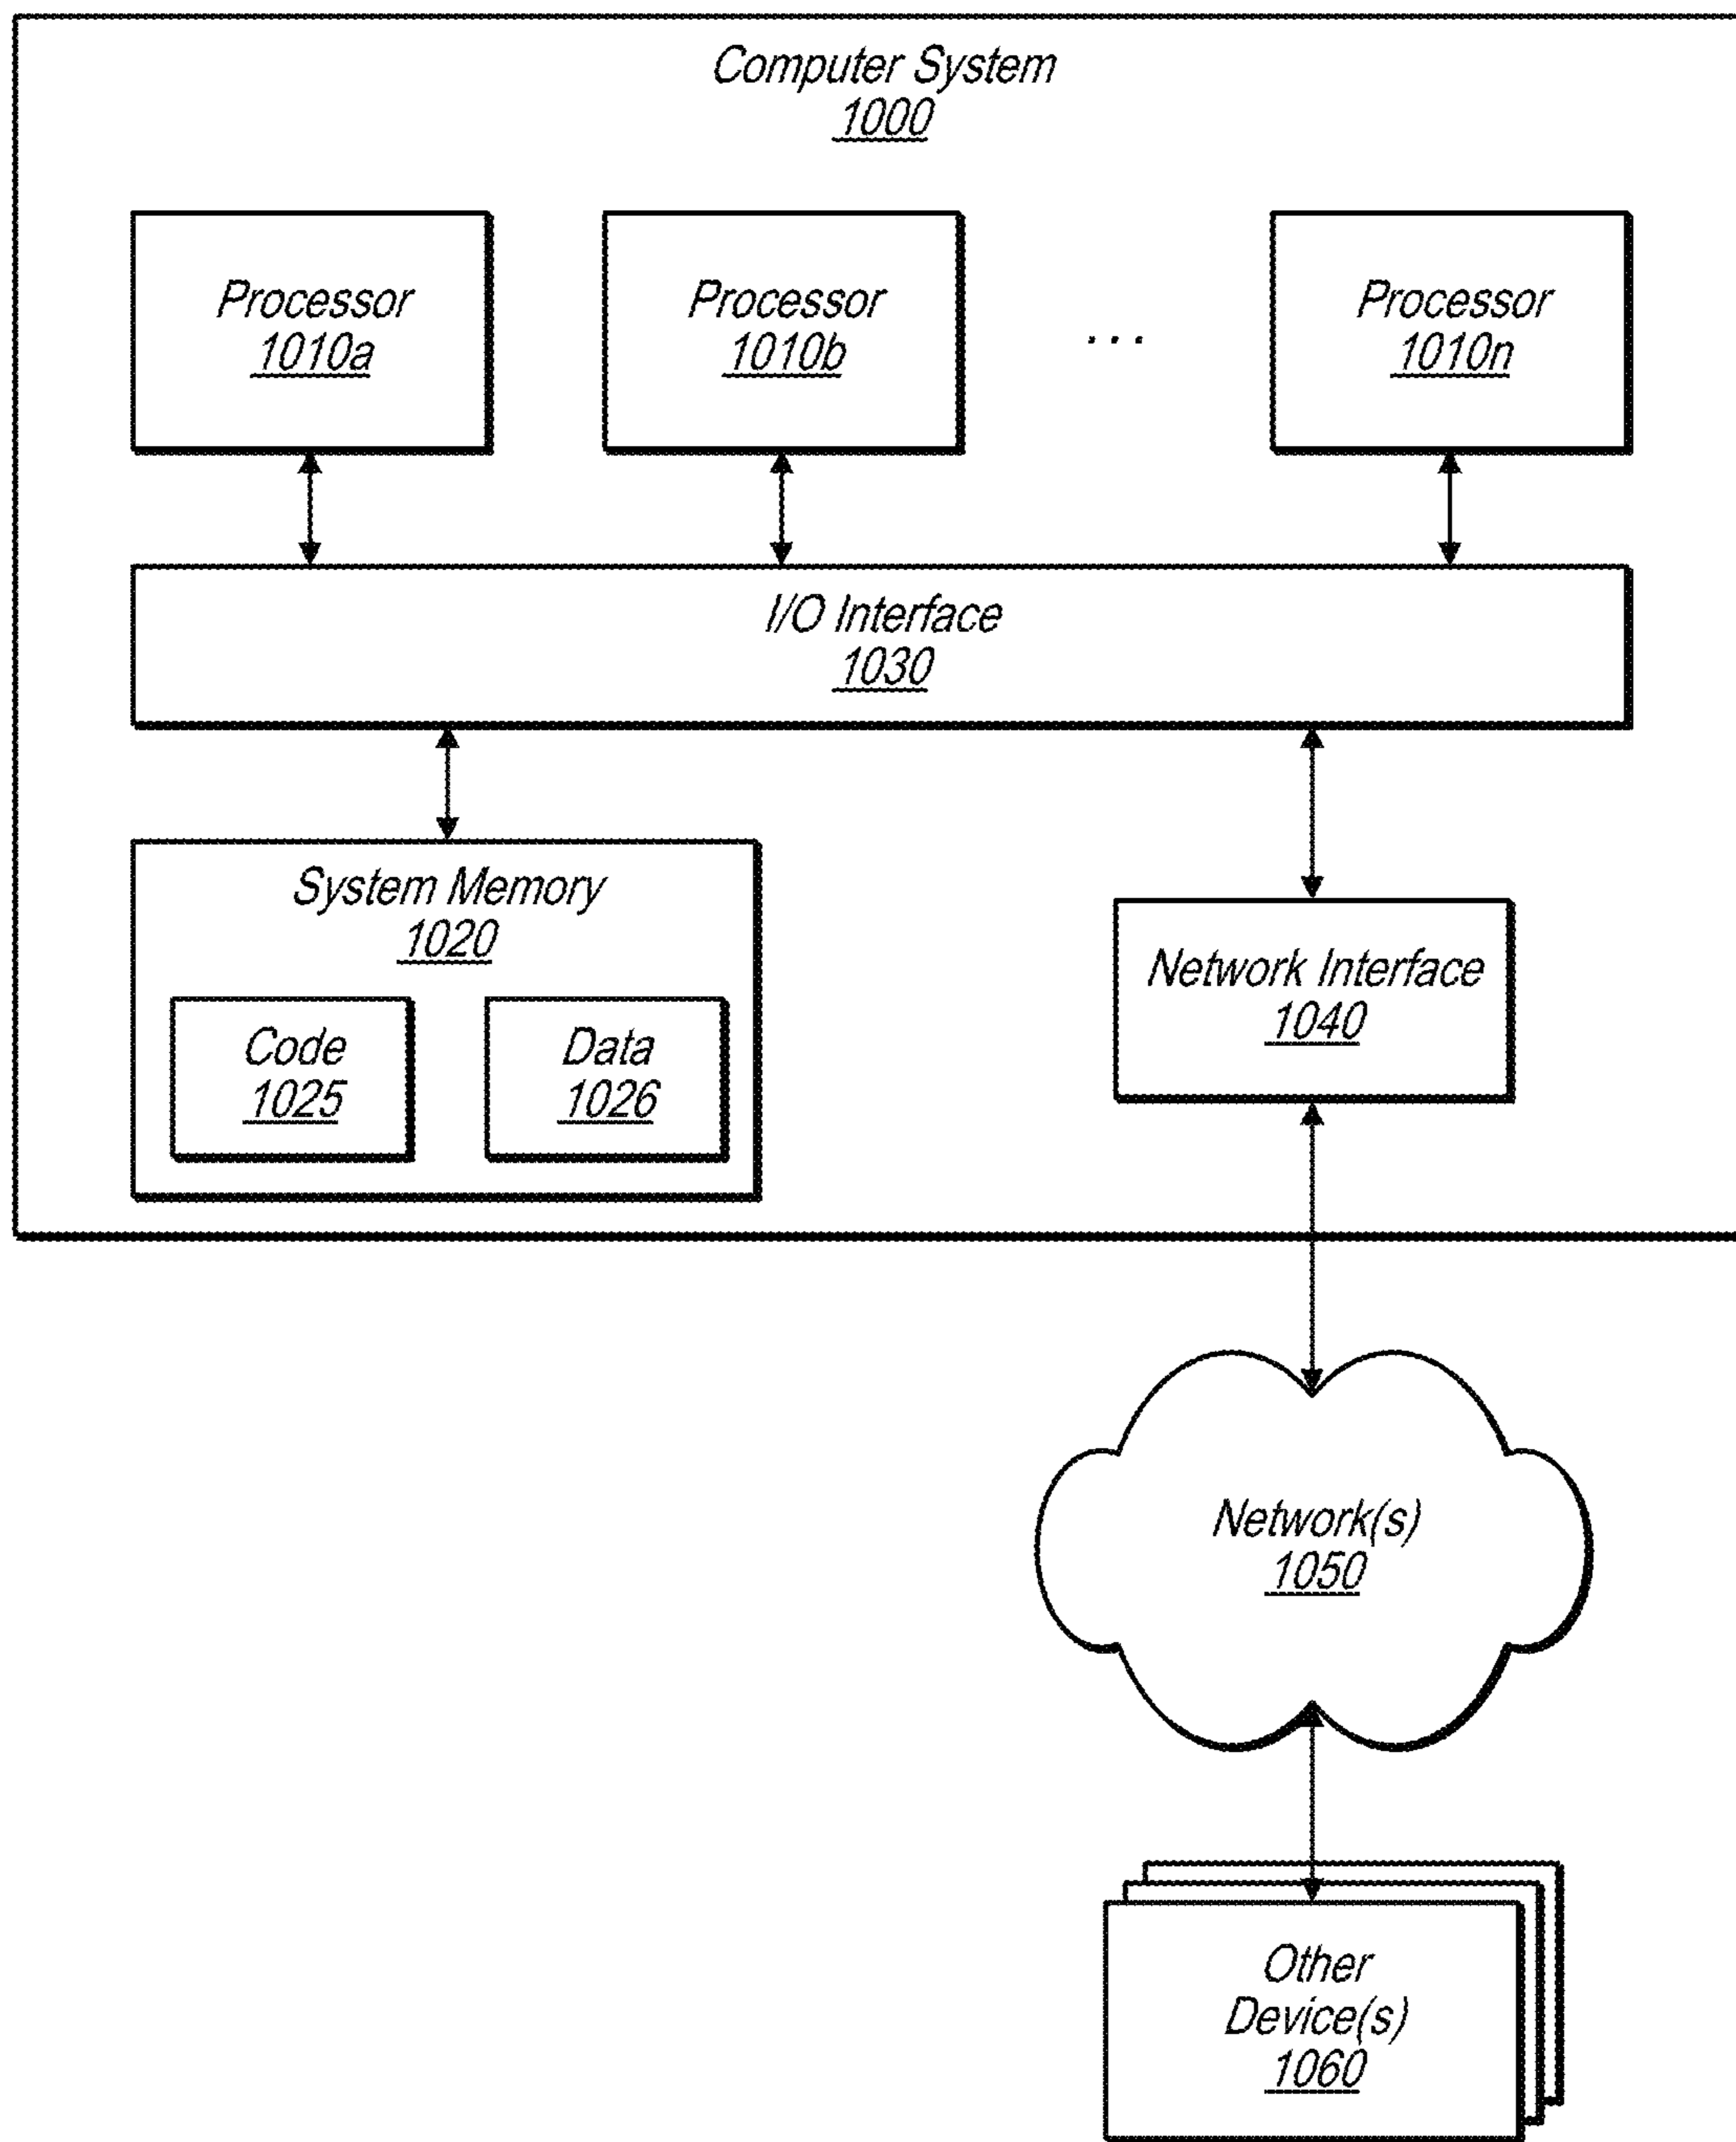 Computer System
1000
Processor
1010a
Processor
1010b
. . .
Processor
1010n
I/O Interface
1030
System Memory
1020
Code
1025
Data
1026
Network Interface
1040
Network(s)
1050
Other
Device(s)
1060